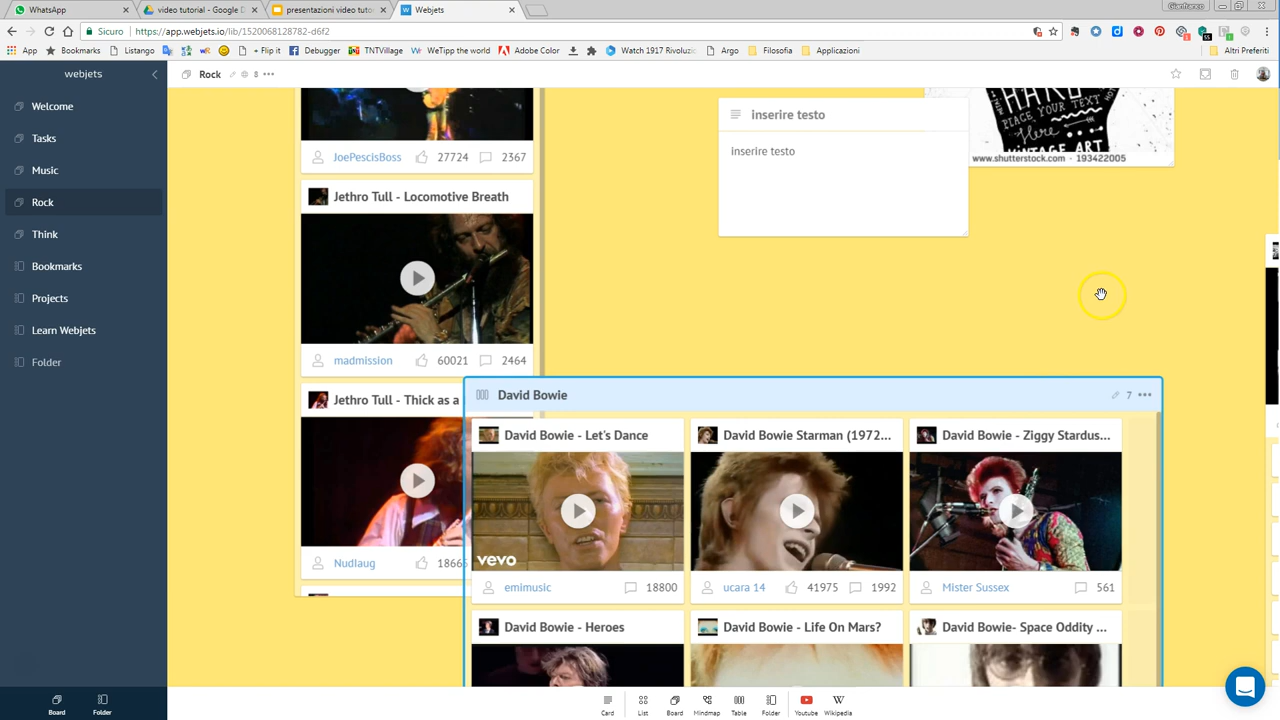 WhatsApp
video tutorial - Google D
presentazioni video tuto
Webjets
Gianfranco
Sicuro
https://app.webjets.io/lib/1520068128782-d6f2
App
Bookmarks
Listango
+ Flip it
Debugger
TNTVillage
WeTipp the world
Adobe Color
Watch 1917 Rivoluzi
Argo
Filosofia
Applicazioni
Altri Preferiti
webjets
Rock
8
Welcome
Tasks
Music
Rock
Think
Bookmarks
Projects
Learn Webjets
Folder
JoePescisBoss
27724
2367
Jethro Tull - Locomotive Breath
madmission
60021
2464
Jethro Tull - Thick as a
Nudlaug
1866
inserire testo
inserire testo
HARD
PLACE YOUR TEXT
Here
VINTAGE ART
www.shutterstock.com · 193422005
David Bowie
7
David Bowie - Let's Dance
vevo
emimusic
18800
David Bowie Starman (1972...
ucara 14
41975
1992
David Bowie - Ziggy Stardus...
Mister Sussex
561
David Bowie - Heroes
David Bowie - Life On Mars?
David Bowie- Space Oddity ...
Board
Folder
Card
List
Board
Mindmap
Table
Folder
Youtube
Wikipedia